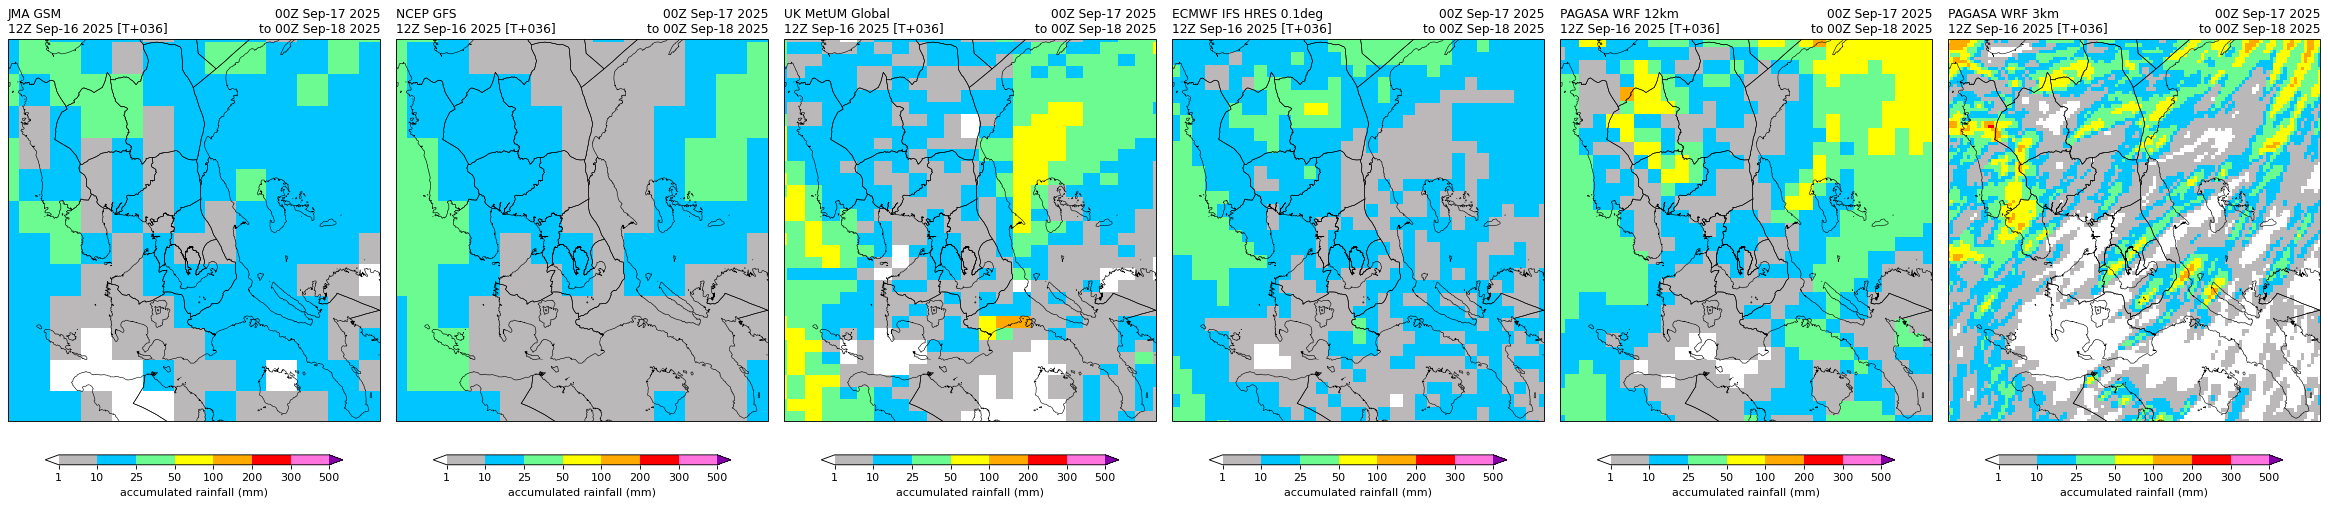 JMA GSM 00Z Sep-17 2025
12Z Sep-16 2025 [T+036] to 00Z Sep-18 2025
1 10 25 50 100 200 300 500
accumulated rainfall (mm)
NCEP GFS 00Z Sep-17 2025
12Z Sep-16 2025 [T+036] to 00Z Sep-18 2025
1 10 25 50 100 200 300 500
accumulated rainfall (mm)
UK MetUM Global 00Z Sep-17 2025
12Z Sep-16 2025 [T+036] to 00Z Sep-18 2025
1 10 25 50 100 200 300 500
accumulated rainfall (mm)
ECMWF IFS HRES 0.1deg 00Z Sep-17 2025
12Z Sep-16 2025 [T+036] to 00Z Sep-18 2025
1 10 25 50 100 200 300 500
accumulated rainfall (mm)
PAGASA WRF 12km 00Z Sep-17 2025
12Z Sep-16 2025 [T+036] to 00Z Sep-18 2025
1 10 25 50 100 200 300 500
accumulated rainfall (mm)
PAGASA WRF 3km 00Z Sep-17 2025
12Z Sep-16 2025 [T+036] to 00Z Sep-18 2025
1 10 25 50 100 200 300 500
accumulated rainfall (mm)